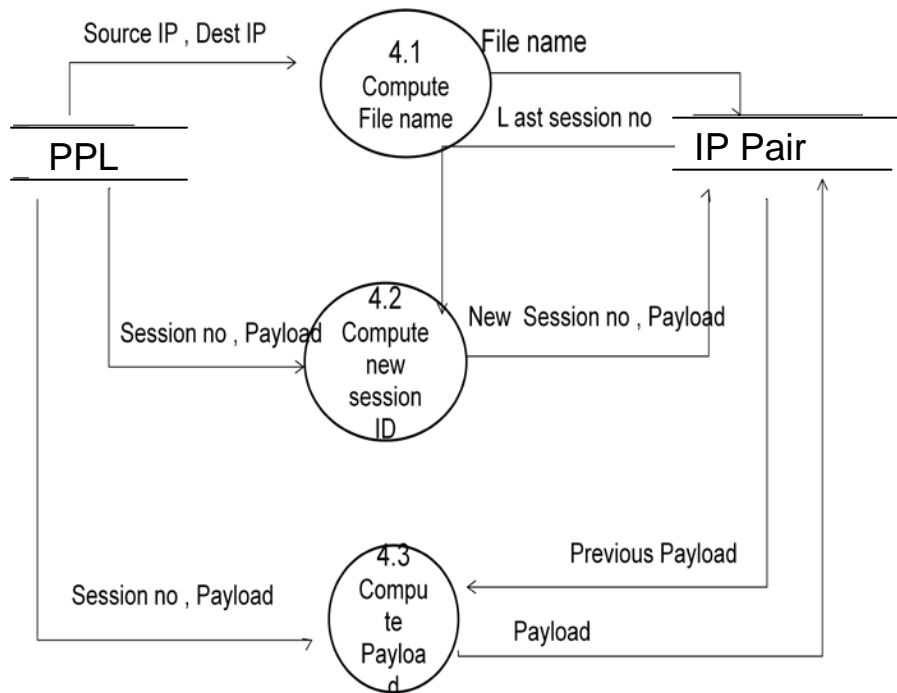 Source IP , Dest IP
4.1
Compute
File name
File name
L ast session no
PPL
IP Pair
Session no , Payload
4.2
Compute
new
session
ID
New Session no , Payload
Previous Payload
Session no , Payload
4.3
Compu
te
Payloa
d
Payload